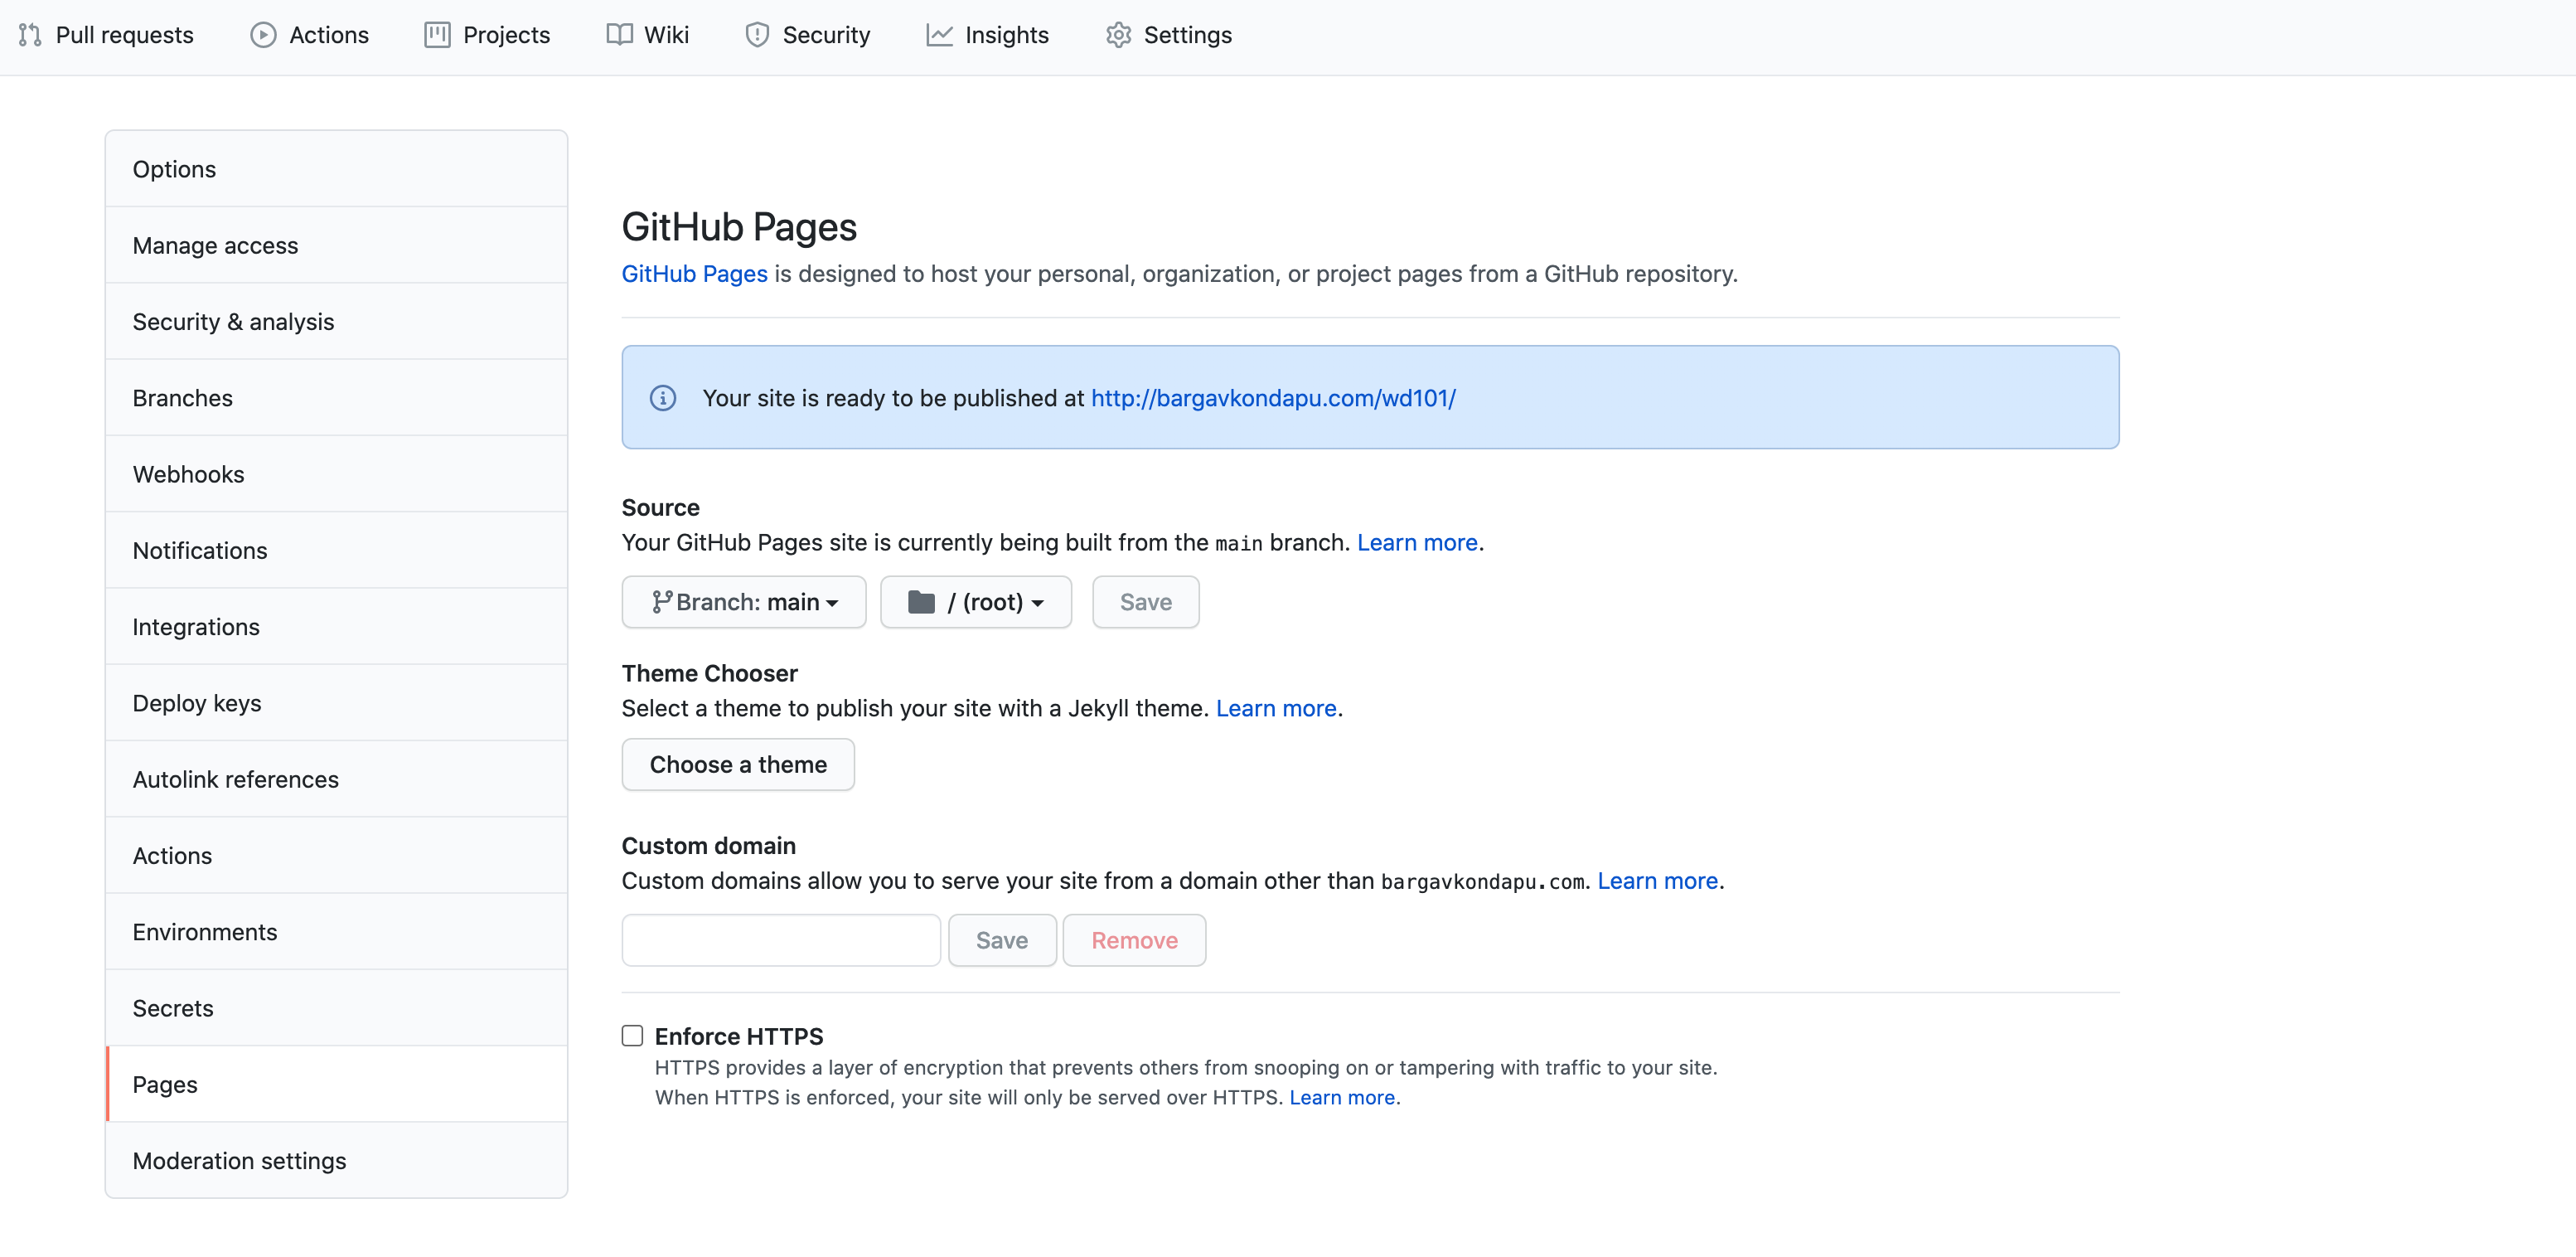 Pull requests Actions Projects Wiki Security Insights Settings
Options
Manage access
Security & analysis
Branches
Webhooks
Notifications
Integrations
Deploy keys
Autolink references
Actions
Environments
Secrets
Pages
Moderation settings
GitHub Pages
GitHub Pages is designed to host your personal, organization, or project pages from a GitHub repository.
Your site is ready to be published at http://bargavkondapu.com/wd101/
Source
Your GitHub Pages site is currently being built from the main branch. Learn more.
Branch: main / (root) Save
Theme Chooser
Select a theme to publish your site with a Jekyll theme. Learn more.
Choose a theme
Custom domain
Custom domains allow you to serve your site from a domain other than bargavkondapu.com. Learn more.
Save Remove
Enforce HTTPS
HTTPS provides a layer of encryption that prevents others from snooping on or tampering with traffic to your site.
When HTTPS is enforced, your site will only be served over HTTPS. Learn more.